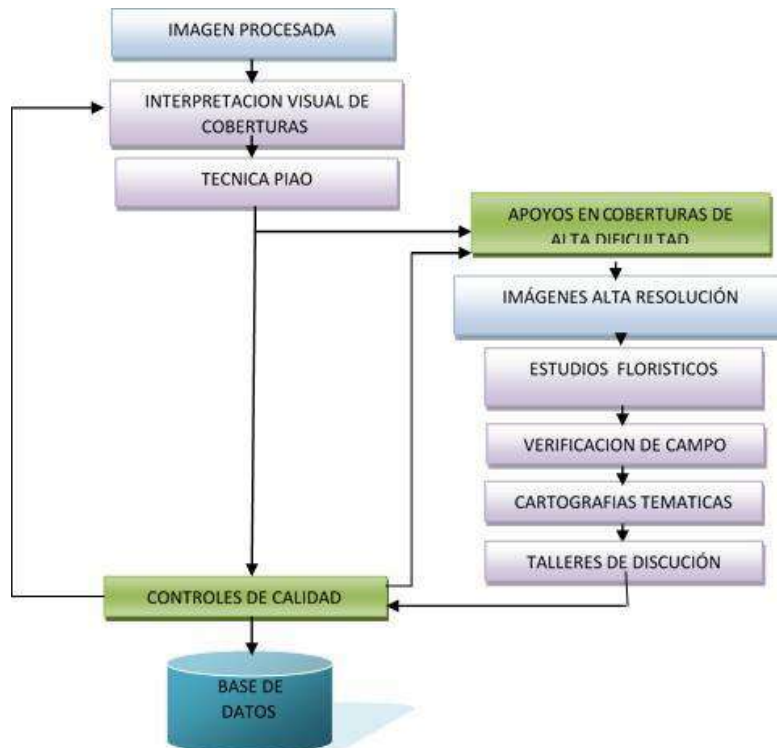 IMAGEN PROCESADA
INTERPRETACION VISUAL DE
COBERTURAS
TECNICA PIAO
APOYOS EN COBERTURAS DE
ALTA DIFICULTAD
IMÁGENES ALTA RESOLUCIÓN
ESTUDIOS FLORISTICOS
VERIFICACION DE CAMPO
CARTOGRAFIAS TEMATICAS
TALLERES DE DISCUCIÓN
CONTROLES DE CALIDAD
BASE DE
DATOS